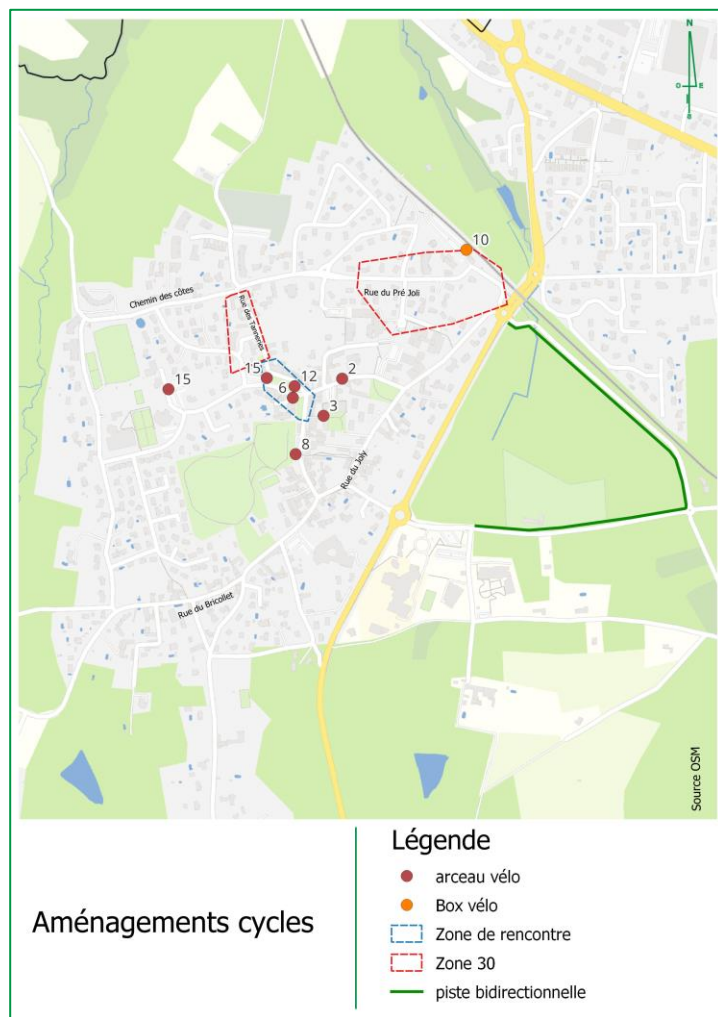 N
O E
S
10
Rue du Pré Joli
Chemin des côtes
Rue des Tanneries
15
15
12
6
2
3
8
Rue du Joly
Rue du Bricollet
Source OSM
Aménagements cycles
Légende
arceau vélo
Box vélo
Zone de rencontre
Zone 30
piste bidirectionnelle